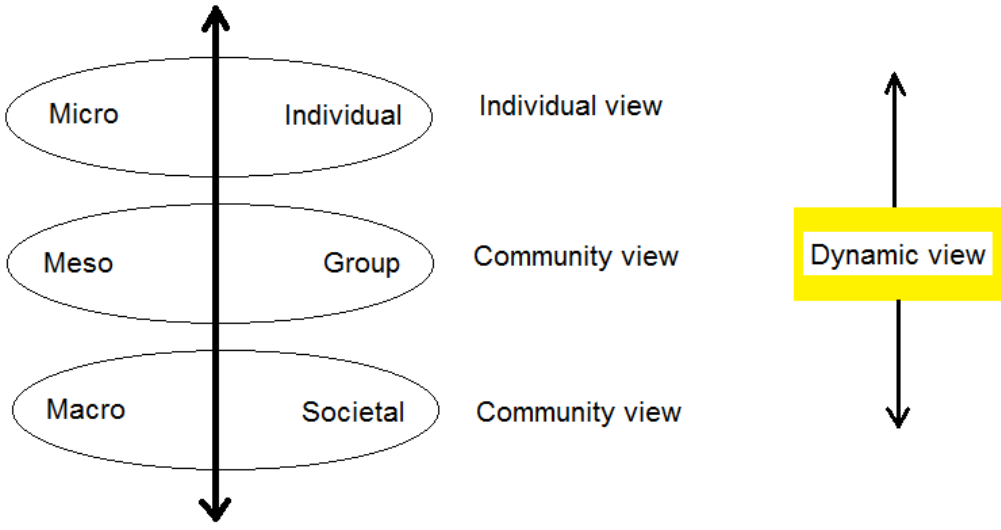 Micro Individual Individual view
Meso Group Community view Dynamic view
Macro Societal Community view